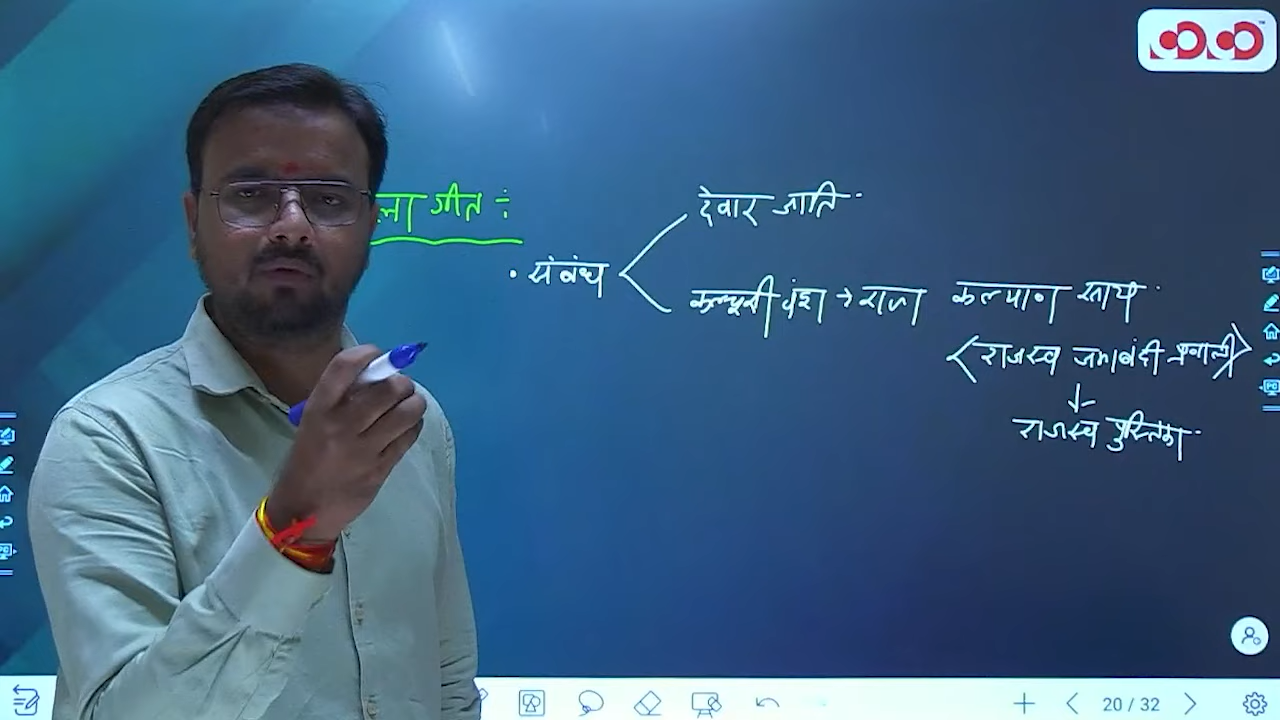 ला गीत ÷
देवार जाति
• संबंध
कल्चुरी वंश → राजा कल्याण साय
< राजस्व जमाबंदी प्रणाली >
राजस्व पुस्तिका
20 / 32